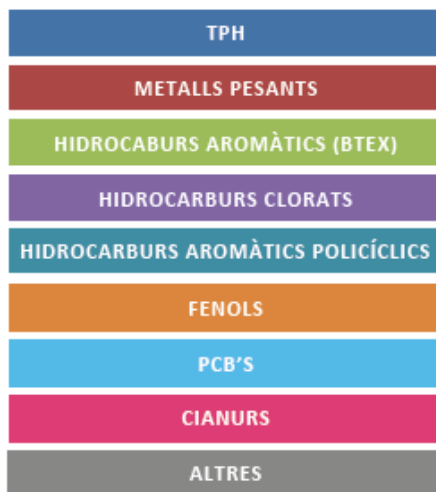 TPH
METALLS PESANTS
HIDROCABURS AROMÀTICS (BTEX)
HIDROCARBURS CLORATS
HIDROCARBURS AROMÀTICS POLICÍCLICS
FENOLS
PCB'S
CIANURS
ALTRES